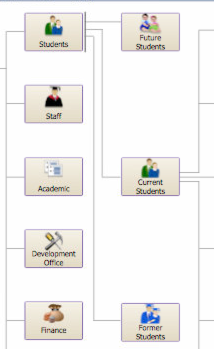 Students
Future
Students
Staff
Academic
Current
Students
Development
Office
Finance
Former
Students